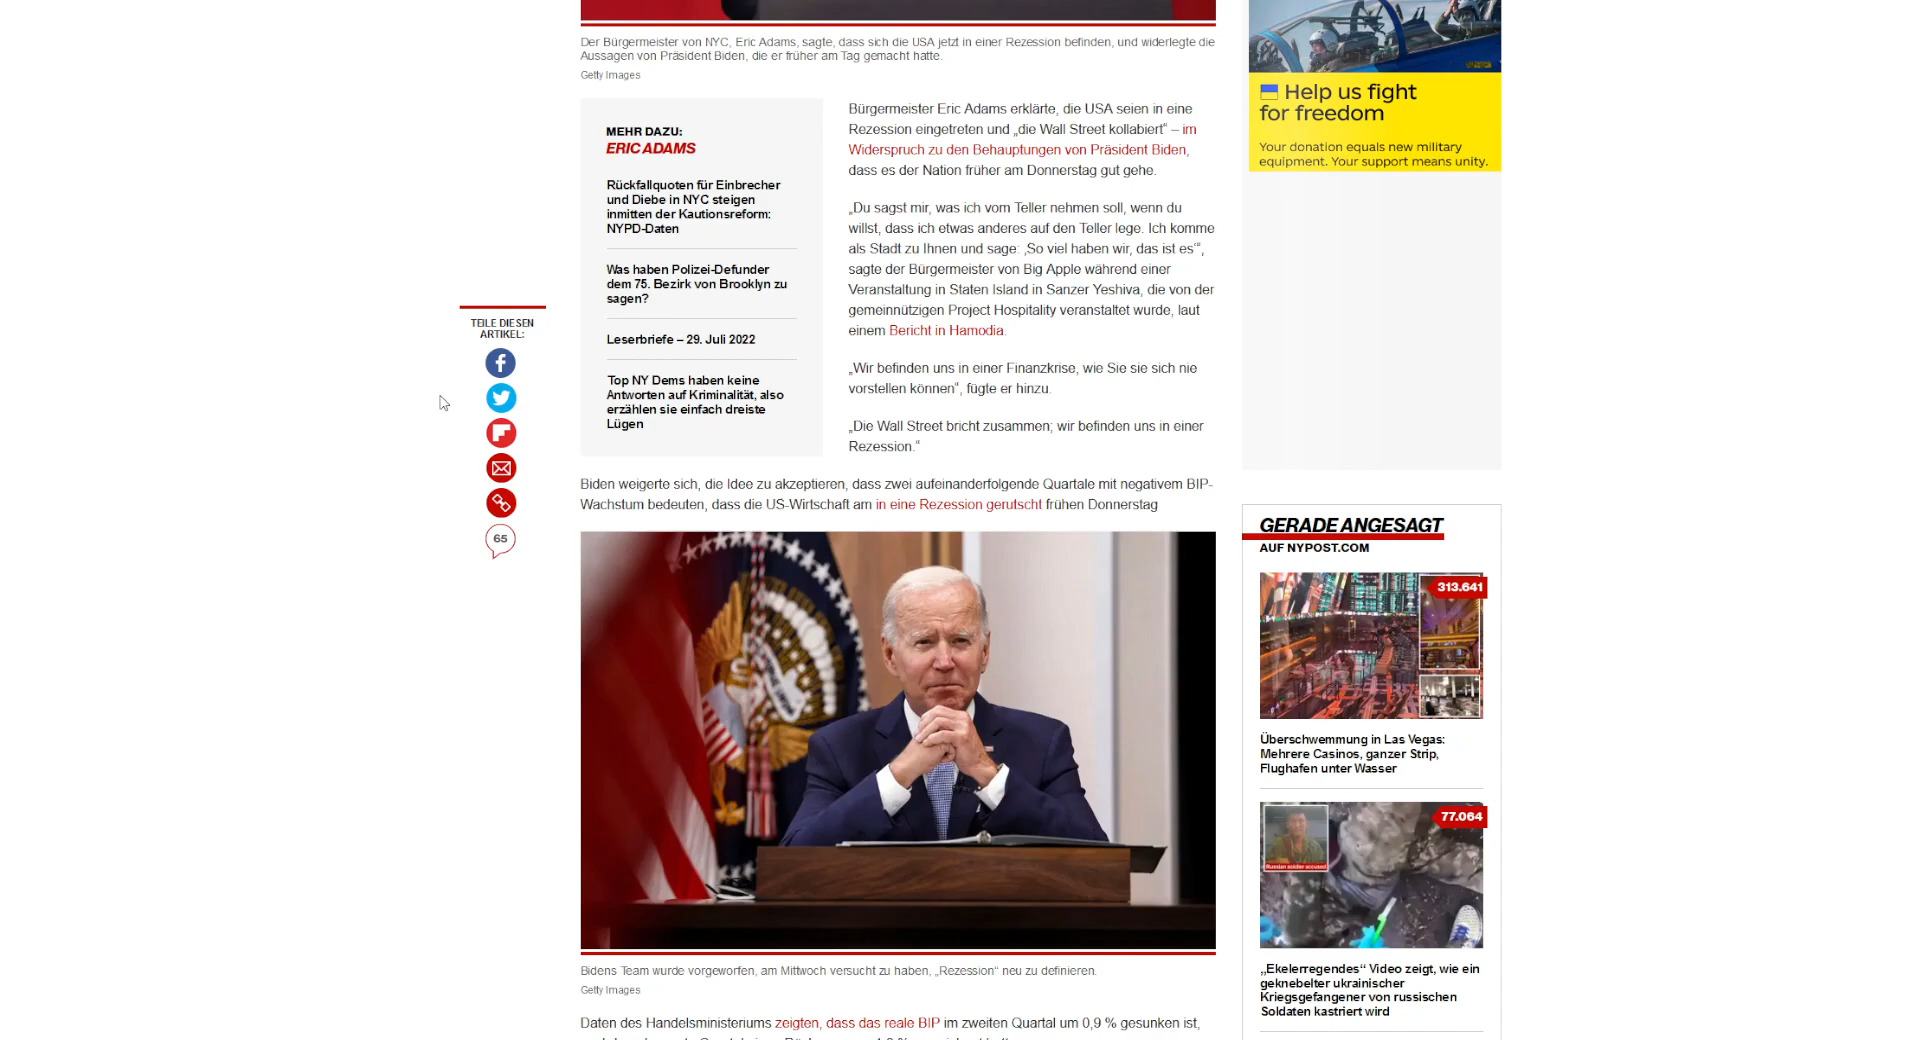 Der Bürgermeister von NYC, Eric Adams, sagte, dass sich die USA jetzt in einer Rezession befinden, und widerlegte die
Aussagen von Präsident Biden, die er früher am Tag gemacht hatte.
Getty Images
MEHR DAZU:
ERIC ADAMS
Rückfallquoten für Einbrecher
und Diebe in NYC steigen
inmitten der Kautionsreform:
NYPD-Daten
Was haben Polizei-Defunder
dem 75. Bezirk von Brooklyn zu
sagen?
Leserbriefe – 29. Juli 2022
Top NY Dems haben keine
Antworten auf Kriminalität, also
erzählen sie einfach dreiste
Lügen
Bürgermeister Eric Adams erklärte, die USA seien in eine
Rezession eingetreten und „die Wall Street kollabiert“ – im
Widerspruch zu den Behauptungen von Präsident Biden,
dass es der Nation früher am Donnerstag gut gehe.
„Du sagst mir, was ich vom Teller nehmen soll, wenn du
willst, dass ich etwas anderes auf den Teller lege. Ich komme
als Stadt zu Ihnen und sage: ‚So viel haben wir, das ist es‘“,
sagte der Bürgermeister von Big Apple während einer
Veranstaltung in Staten Island in Sanzer Yeshiva, die von der
gemeinnützigen Project Hospitality veranstaltet wurde, laut
einem Bericht in Hamodia.
„Wir befinden uns in einer Finanzkrise, wie Sie sie sich nie
vorstellen können“, fügte er hinzu.
„Die Wall Street bricht zusammen; wir befinden uns in einer
Rezession.“
TEILE DIESEN
ARTIKEL:
65
Biden weigerte sich, die Idee zu akzeptieren, dass zwei aufeinanderfolgende Quartale mit negativem BIP-
Wachstum bedeuten, dass die US-Wirtschaft am in eine Rezession gerutscht frühen Donnerstag
Bidens Team wurde vorgeworfen, am Mittwoch versucht zu haben, „Rezession“ neu zu definieren.
Getty Images
Daten des Handelsministeriums zeigten, dass das reale BIP im zweiten Quartal um 0,9 % gesunken ist,
Help us fight
for freedom
Your donation equals new military
equipment. Your support means unity.
GERADE ANGESAGT
AUF NYPOST.COM
313.641
Überschwemmung in Las Vegas:
Mehrere Casinos, ganzer Strip,
Flughafen unter Wasser
77.064
Russian soldier accused
„Ekelerregendes“ Video zeigt, wie ein
geknebelter ukrainischer
Kriegsgefangener von russischen
Soldaten kastriert wird